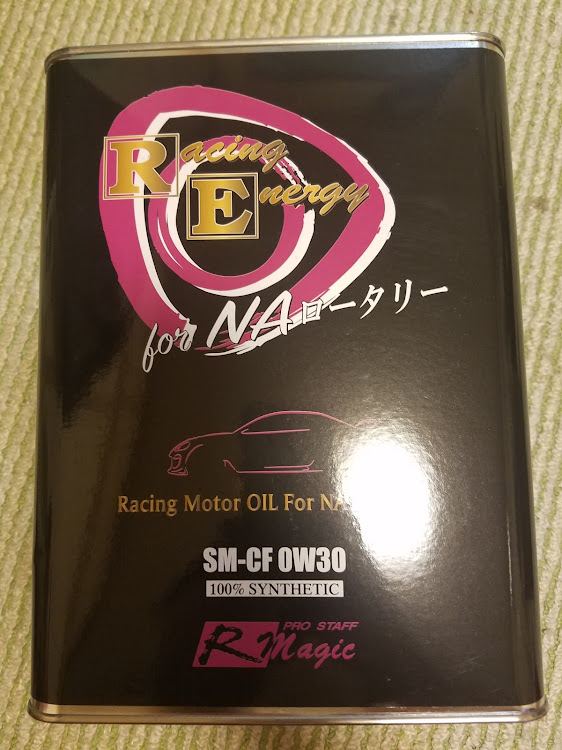 Racing
Energy
for NAロータリー
Racing Motor OIL For
SM-CF 0W30
100% SYNTHETIC
PRO STAFF
R Magic